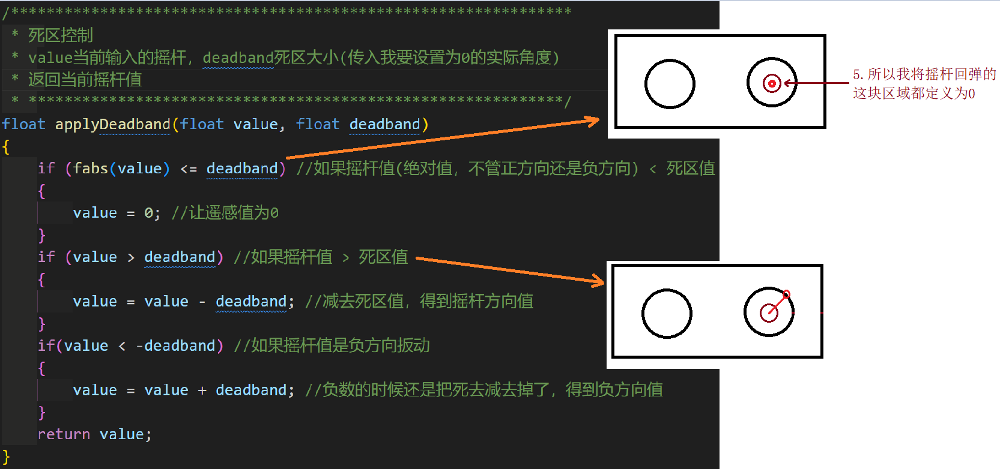 /***************************************************************
* 死区控制
* value当前输入的摇杆，deadband死区大小(传入我要设置为0的实际角度)
* 返回当前摇杆值
* ************************************************************/
float applyDeadband(float value, float deadband)
{
if (fabs(value) <= deadband) //如果摇杆值(绝对值，不管正方向还是负方向) < 死区值
{
value = 0; //让遥感值为0
}
if (value > deadband) //如果摇杆值 > 死区值
{
value = value - deadband; //减去死区值，得到摇杆方向值
}
if(value < -deadband) //如果摇杆值是负方向扳动
{
value = value + deadband; //负数的时候还是把死去减去掉了，得到负方向值
}
return value;
}
5.所以我将摇杆回弹的
这块区域都定义为0